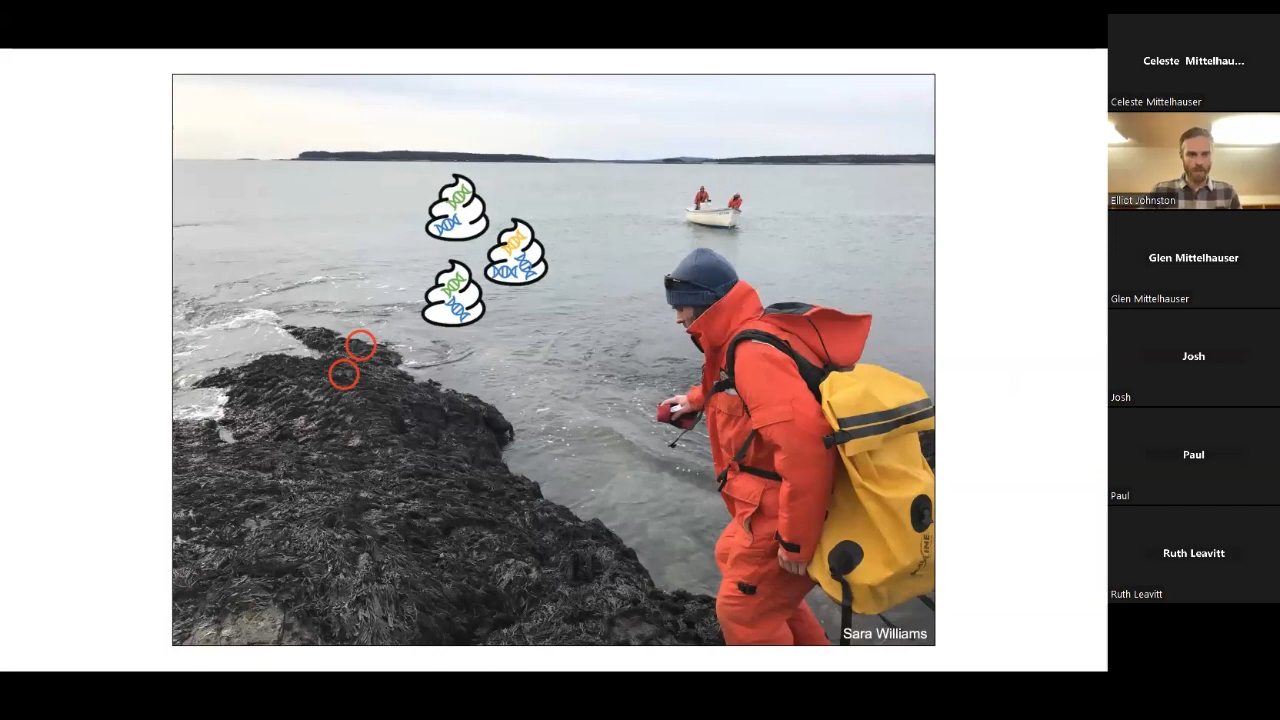 Sara Williams
Celeste Mittelhau...
Celeste Mittelhauser
Elliot Johnston
Glen Mittelhauser
Glen Mittelhauser
Josh
Josh
Paul
Paul
Ruth Leavitt
Ruth Leavitt